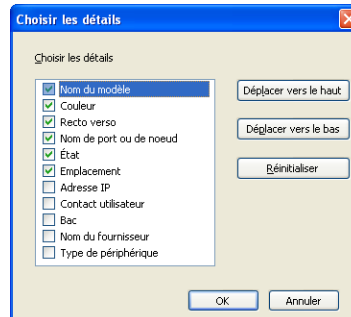 Choisir les détails
Choisir les détails
Nom du modèle
Couleur
Recto verso
Nom de port ou de noeud
État
Emplacement
Adresse IP
Contact utilisateur
Bac
Nom du fournisseur
Type de périphérique
Déplacer vers le haut
Déplacer vers le bas
Réinitialiser
OK
Annuler